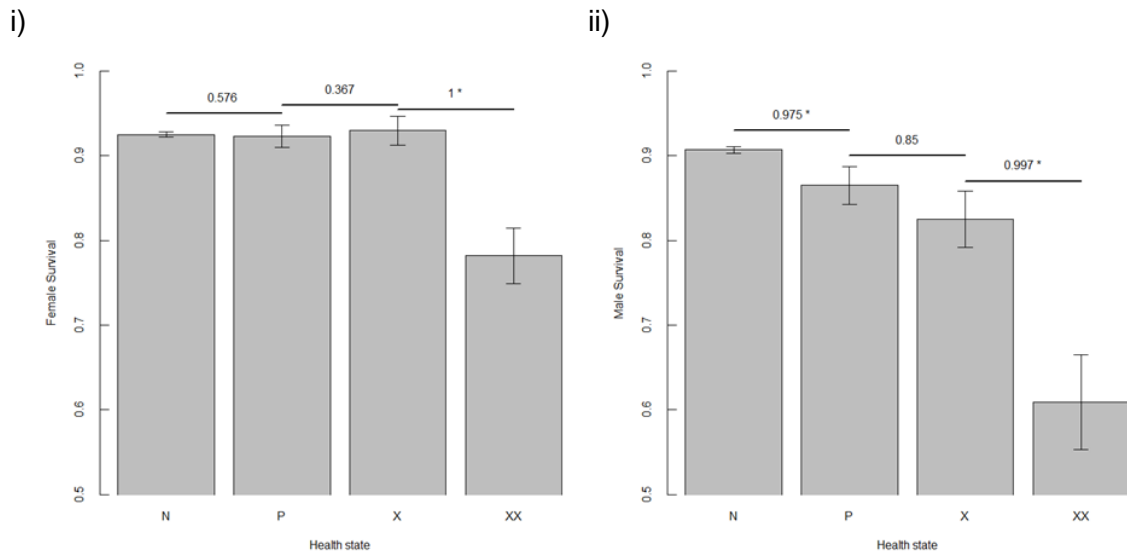 i)
1.0
0.9
0.8
0.7
0.6
0.5
Female Survival
0.576
0.367
1 *
N P X XX
Health state
ii)
1.0
0.9
0.8
0.7
0.6
0.5
Male Survival
0.975 *
0.85
0.997 *
N P X XX
Health state